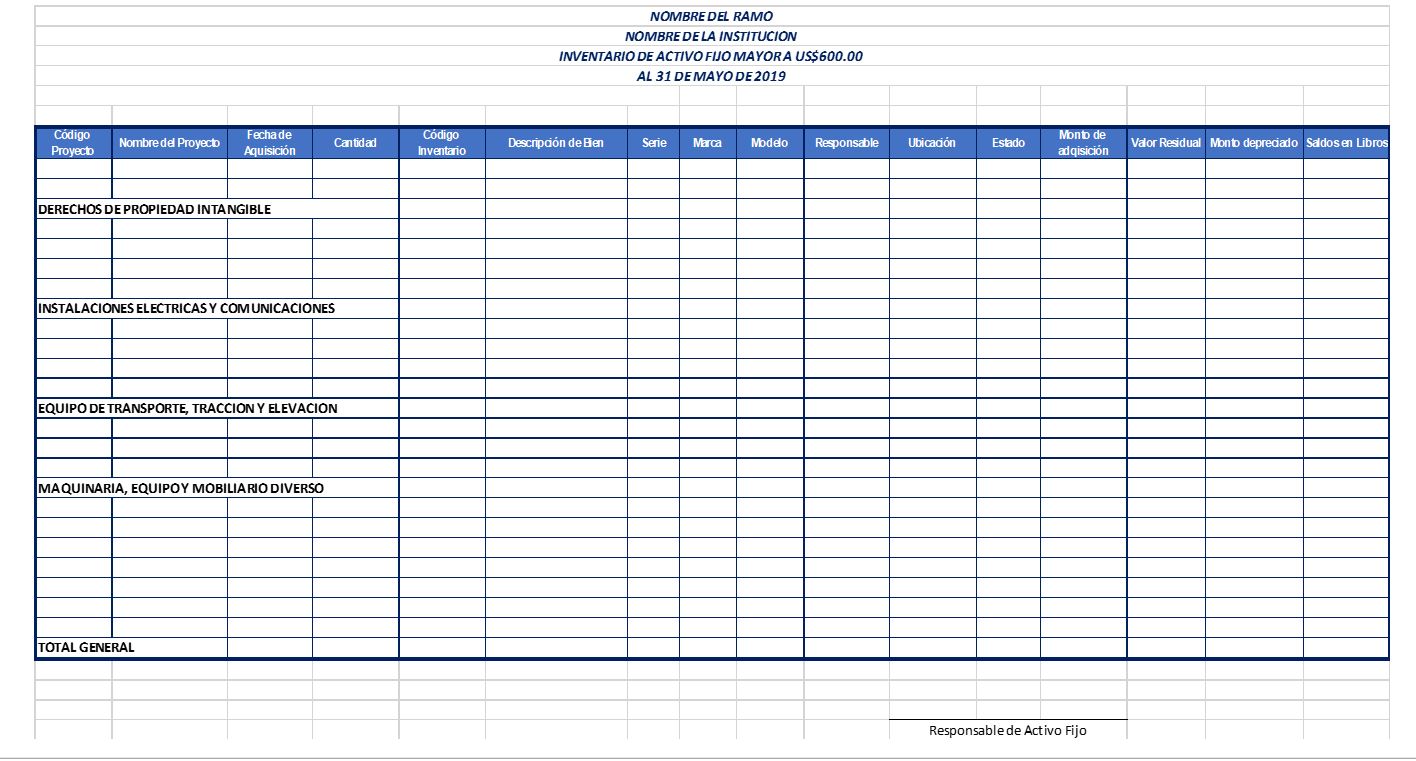 NOMBRE DEL RAMO
NOMBRE DE LA INSTITUCION
INVENTARIO DE ACTIVO FIJO MAYOR A US$600.00
AL 31 DE MAYO DE 2019
Código Proyecto Nombre del Proyecto Fecha de Aquisición Cantidad Código Inventario Descripción de Bien Serie Marca Modelo Responsable Ubicación Estado Monto de adqisición Valor Residual Monto depreciado Saldos en Libros
DERECHOS DE PROPIEDAD INTANGIBLE
INSTALACIONES ELECTRICAS Y COMUNICACIONES
EQUIPO DE TRANSPORTE, TRACCION Y ELEVACION
MAQUINARIA, EQUIPO Y MOBILIARIO DIVERSO
TOTAL GENERAL
Responsable de Activo Fijo